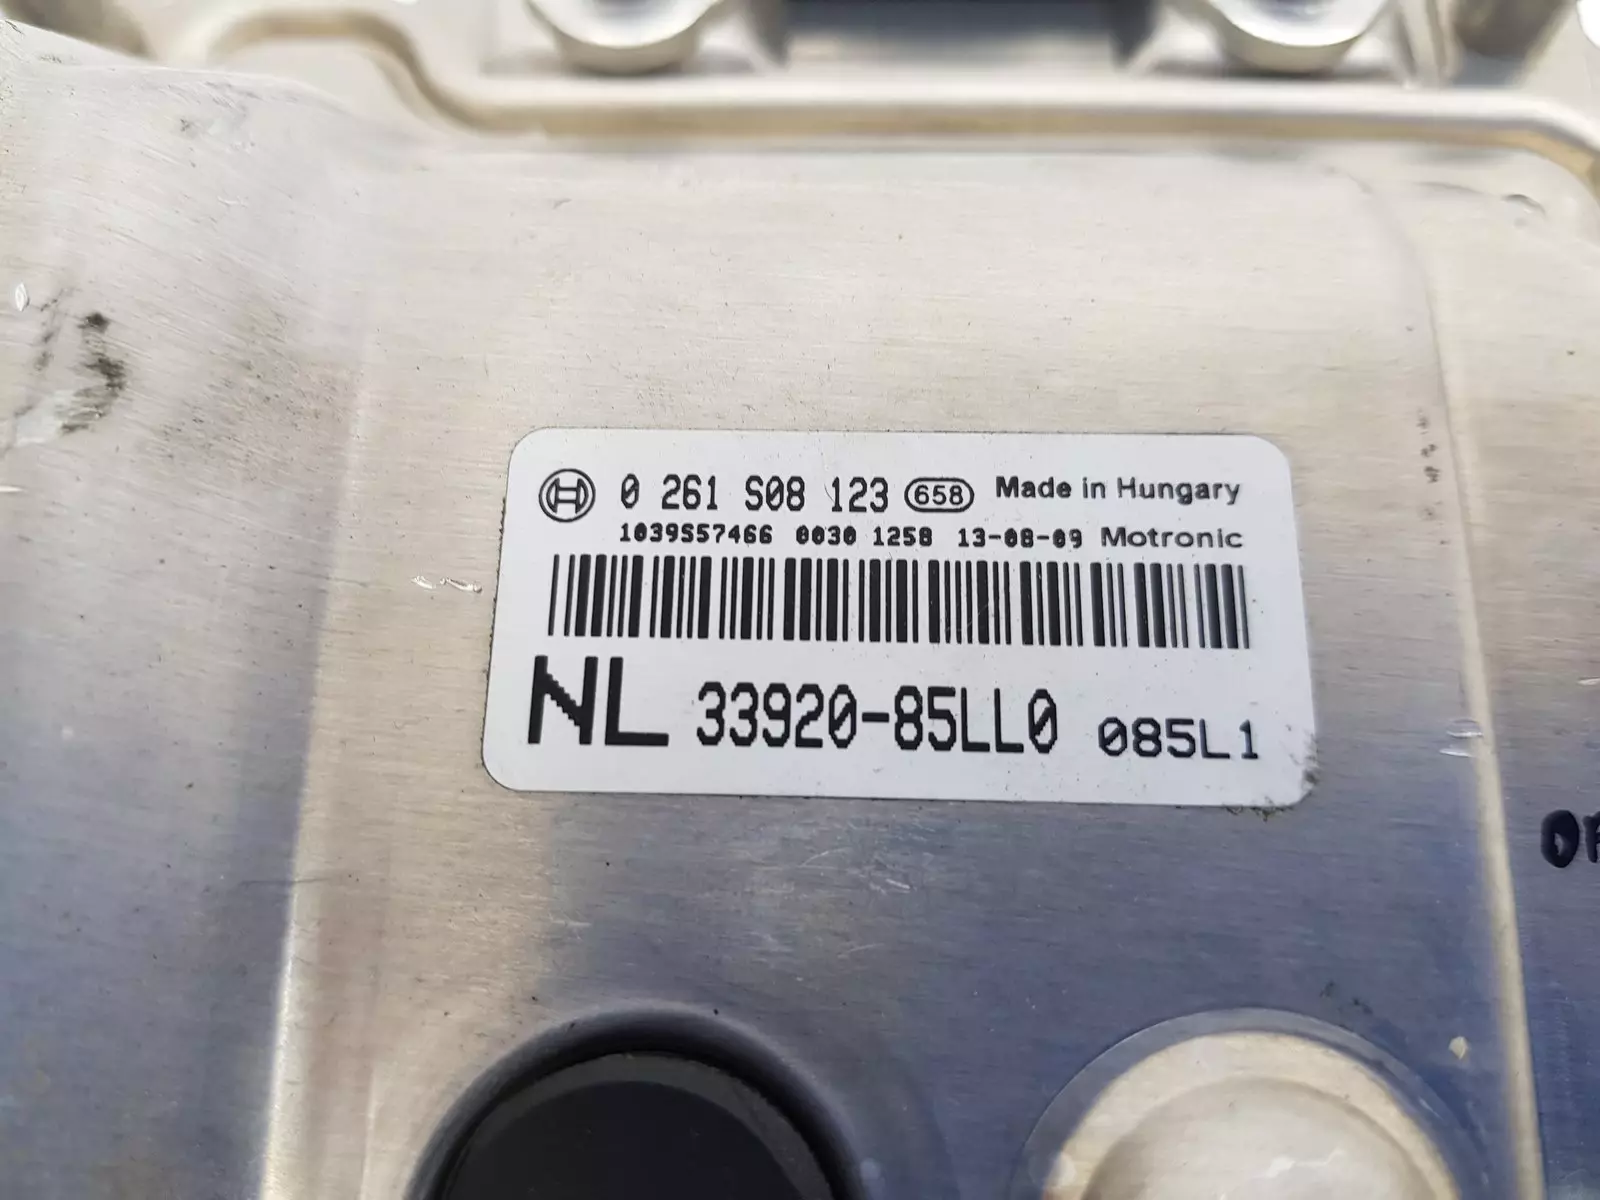 0 261 S08 123 658 Made in Hungary
1039S57466 0030 1258 13-08-09 Motronic
NL 33920-85LL0 085L1